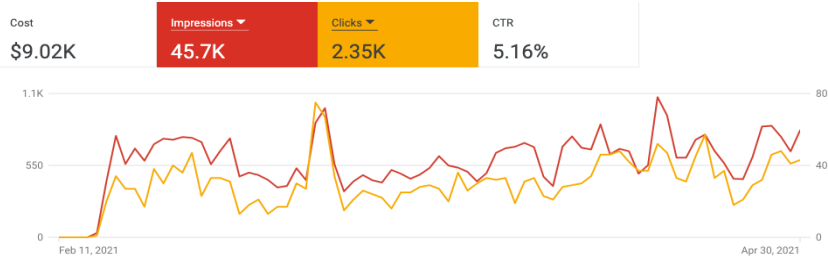 Cost
Impressions
Clicks
CTR
$9.02K
45.7K
2.35K
5.16%
1.1K
80
550
40
0
0
Feb 11, 2021
Apr 30, 2021